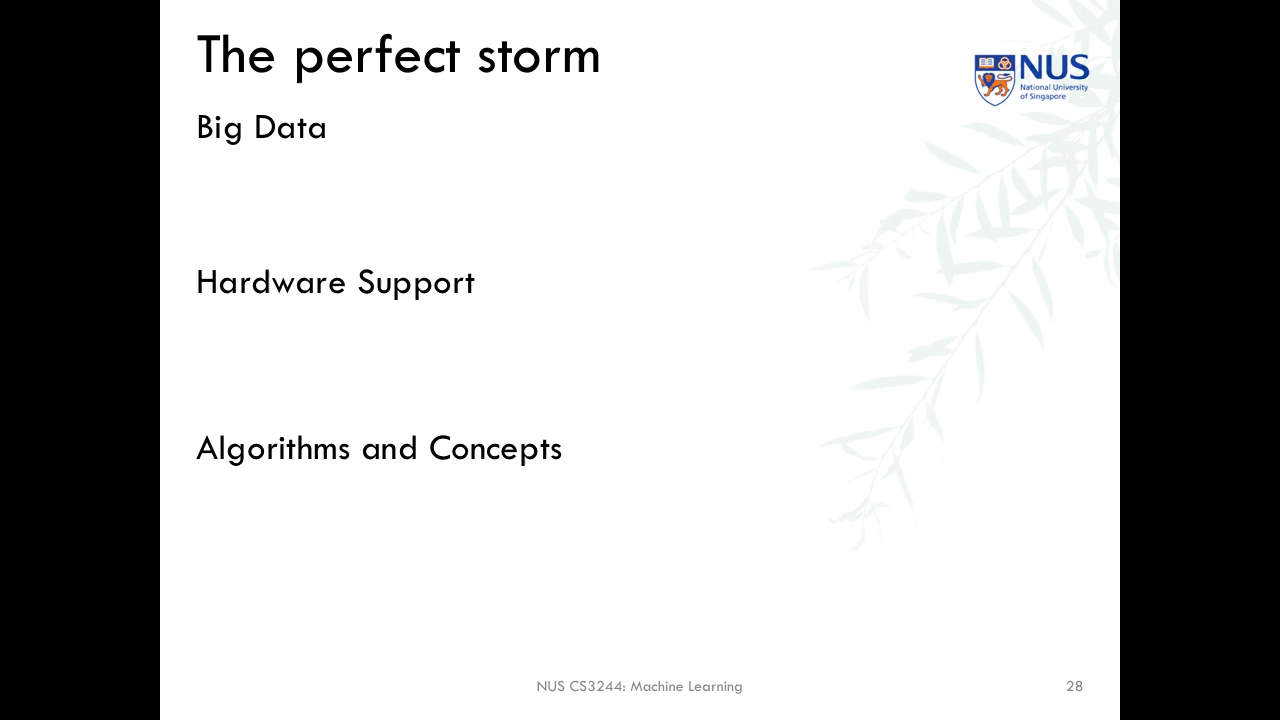 The perfect storm
NUS
National University
of Singapore
Big Data
Hardware Support
Algorithms and Concepts
NUS CS3244: Machine Learning
28